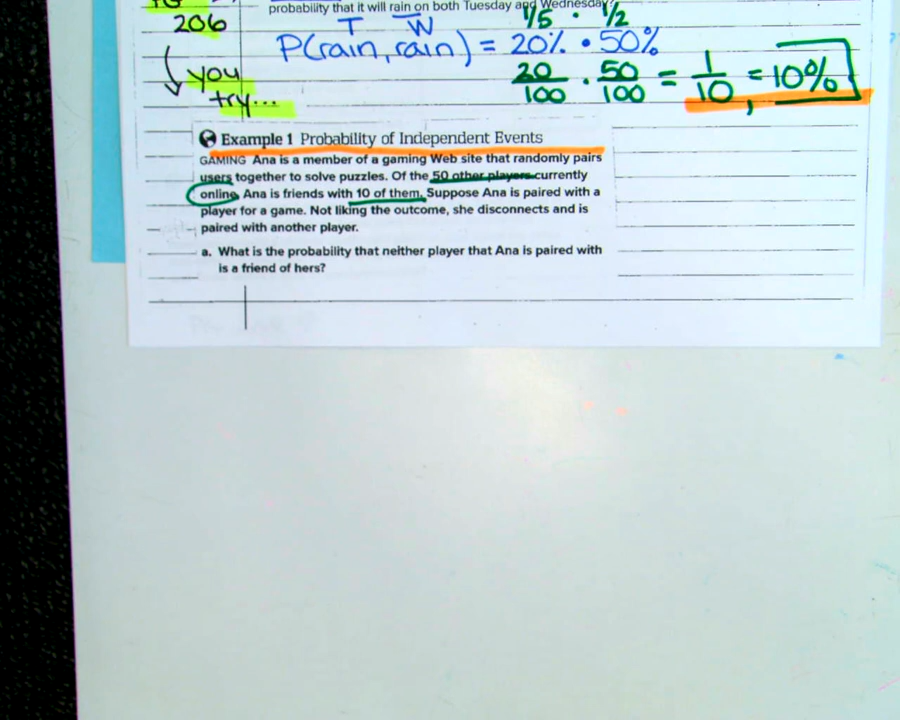 206
probability that it will rain on both Tuesday and Wednesday?
1/5 · 1/2
T W
P(rain, rain) = 20% · 50%
20/100 · 50/100 = 1/10, = 10%
you
try...
Example 1 Probability of Independent Events
GAMING Ana is a member of a gaming Web site that randomly pairs
users together to solve puzzles. Of the 50 other players currently
online, Ana is friends with 10 of them. Suppose Ana is paired with a
player for a game. Not liking the outcome, she disconnects and is
paired with another player.
a. What is the probability that neither player that Ana is paired with
is a friend of hers?